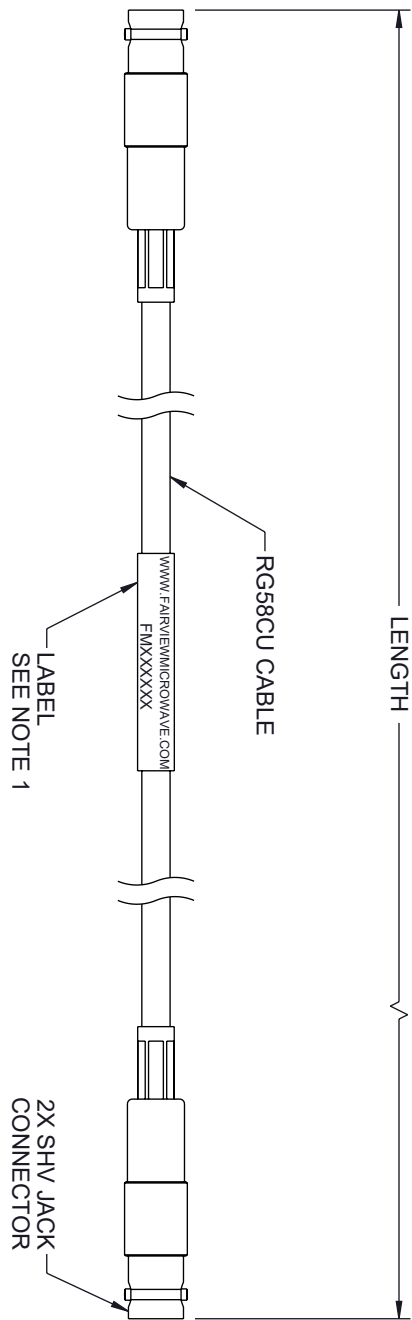 LENGTH
RG58CU CABLE
WWW.FAIRVIEWMICROWAVE.COM
FMXXXXXX
LABEL
SEE NOTE 1
2X SHV JACK
CONNECTOR